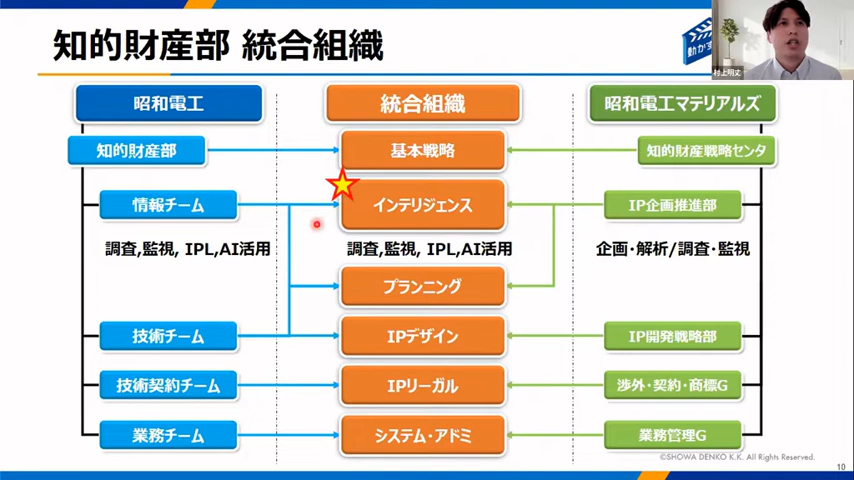 知的財産部 統合組織
動かす
村上明丈
昭和電工
統合組織
昭和電工マテリアルズ
知的財産部
基本戦略
知的財産戦略センタ
情報チーム
インテリジェンス
IP企画推進部
調査,監視, IPL,AI活用
調査,監視, IPL,AI活用
企画・解析/調査・監視
プランニング
技術チーム
IPデザイン
IP開発戦略部
技術契約チーム
IPリーガル
渉外・契約・商標G
業務チーム
システム・アドミ
業務管理G
©SHOWA DENKO K.K. All Rights Reserved.
10